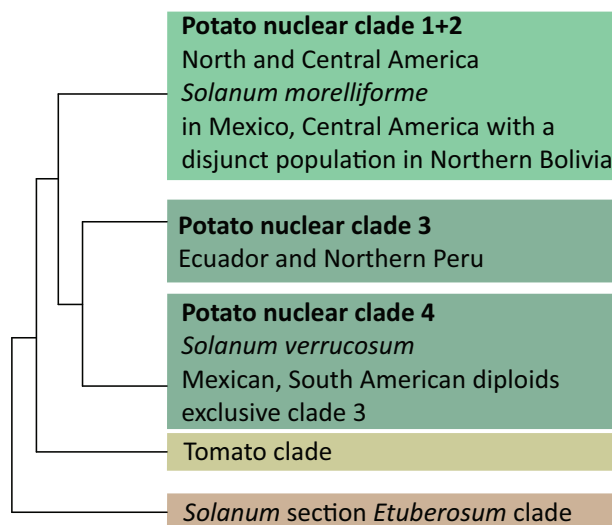 Potato nuclear clade 1+2
North and Central America
Solanum morelliforme
in Mexico, Central America with a
disjunct population in Northern Bolivia
Potato nuclear clade 3
Ecuador and Northern Peru
Potato nuclear clade 4
Solanum verrucosum
Mexican, South American diploids
exclusive clade 3
Tomato clade
Solanum section Etuberosum clade